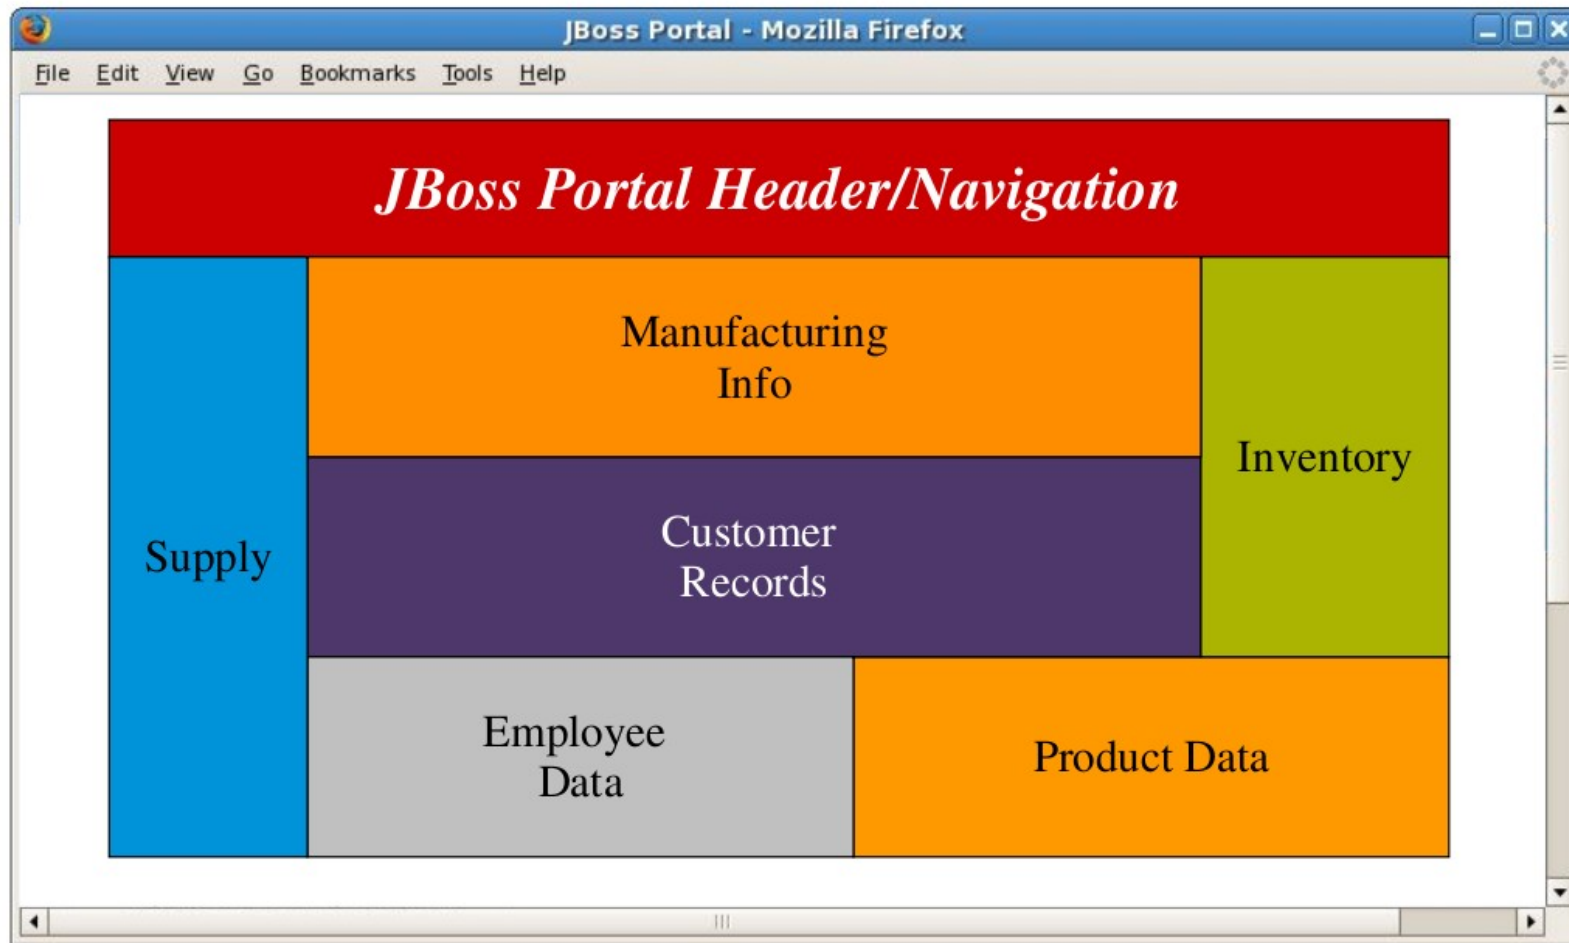 JBoss Portal - Mozilla Firefox
File Edit View Go Bookmarks Tools Help
JBoss Portal Header/Navigation
Supply
Manufacturing
Info
Customer
Records
Inventory
Employee
Data
Product Data